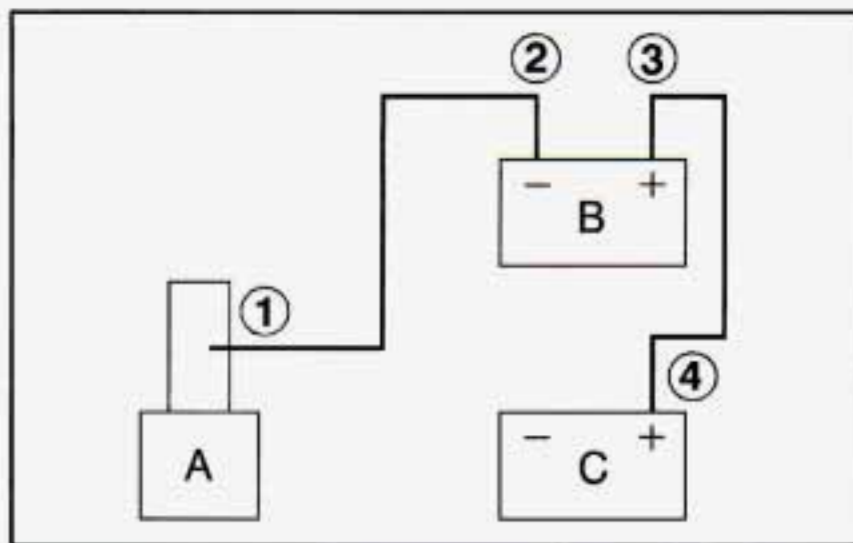 ② ③
− +
B
①
④
− +
A C